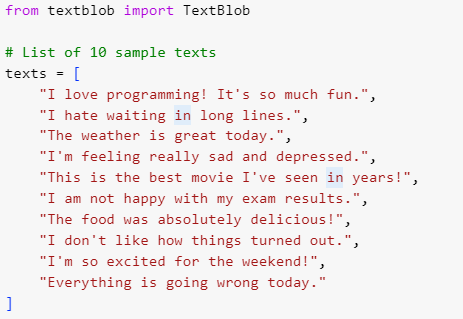 from textblob import TextBlob
# List of 10 sample texts
texts = [
"I love programming! It's so much fun.",
"I hate waiting in long lines.",
"The weather is great today.",
"I'm feeling really sad and depressed.",
"This is the best movie I've seen in years!",
"I am not happy with my exam results.",
"The food was absolutely delicious!",
"I don't like how things turned out.",
"I'm so excited for the weekend!",
"Everything is going wrong today."
]